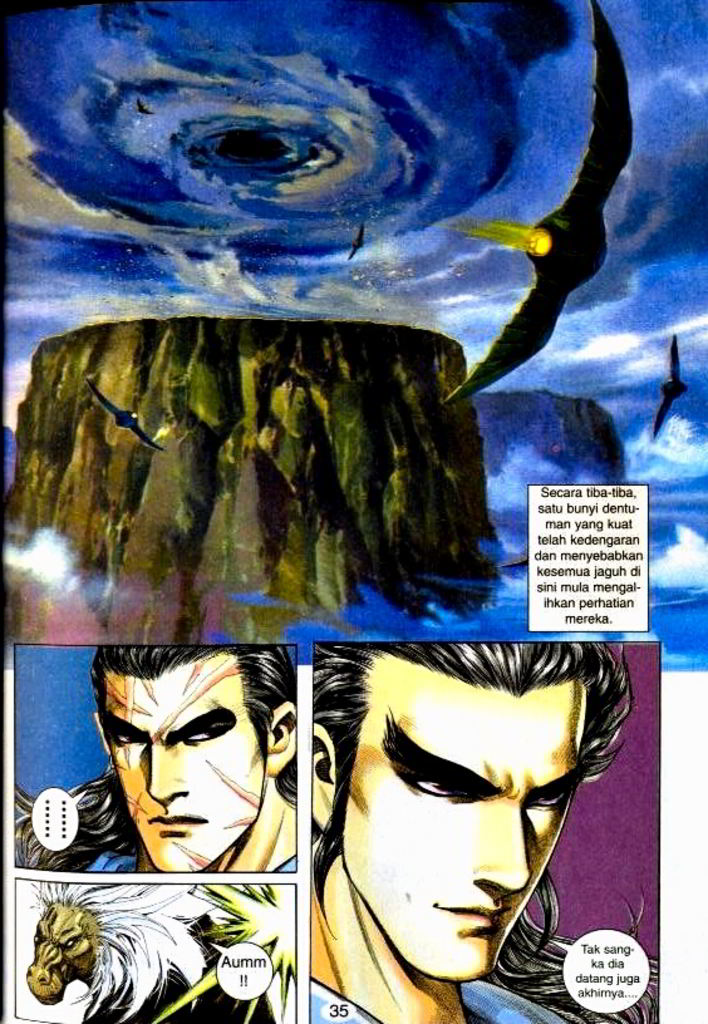 Secara tiba-tiba,
satu bunyi dentu-
man yang kuat
telah kedengaran
dan menyebabkan
kesemua jaguh di
sini mula mengal-
ihkan perhatian
mereka.
Aumm
!!
Tak sang-
ka dia
datang juga
akhirnya....
35